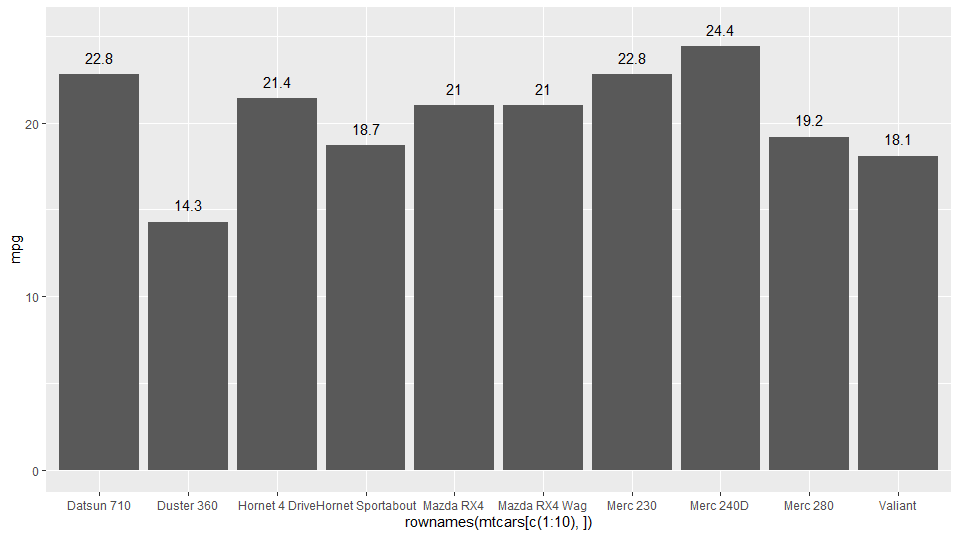 24.4
22.8
22.8
21.4
21
21
20
19.2
18.7
18.1
14.3
mpg
10
0
Datsun 710
Duster 360
Hornet 4 Drive
Hornet Sportabout
Mazda RX4
Mazda RX4 Wag
Merc 230
Merc 240D
Merc 280
Valiant
rownames(mtcars[c(1:10), ])